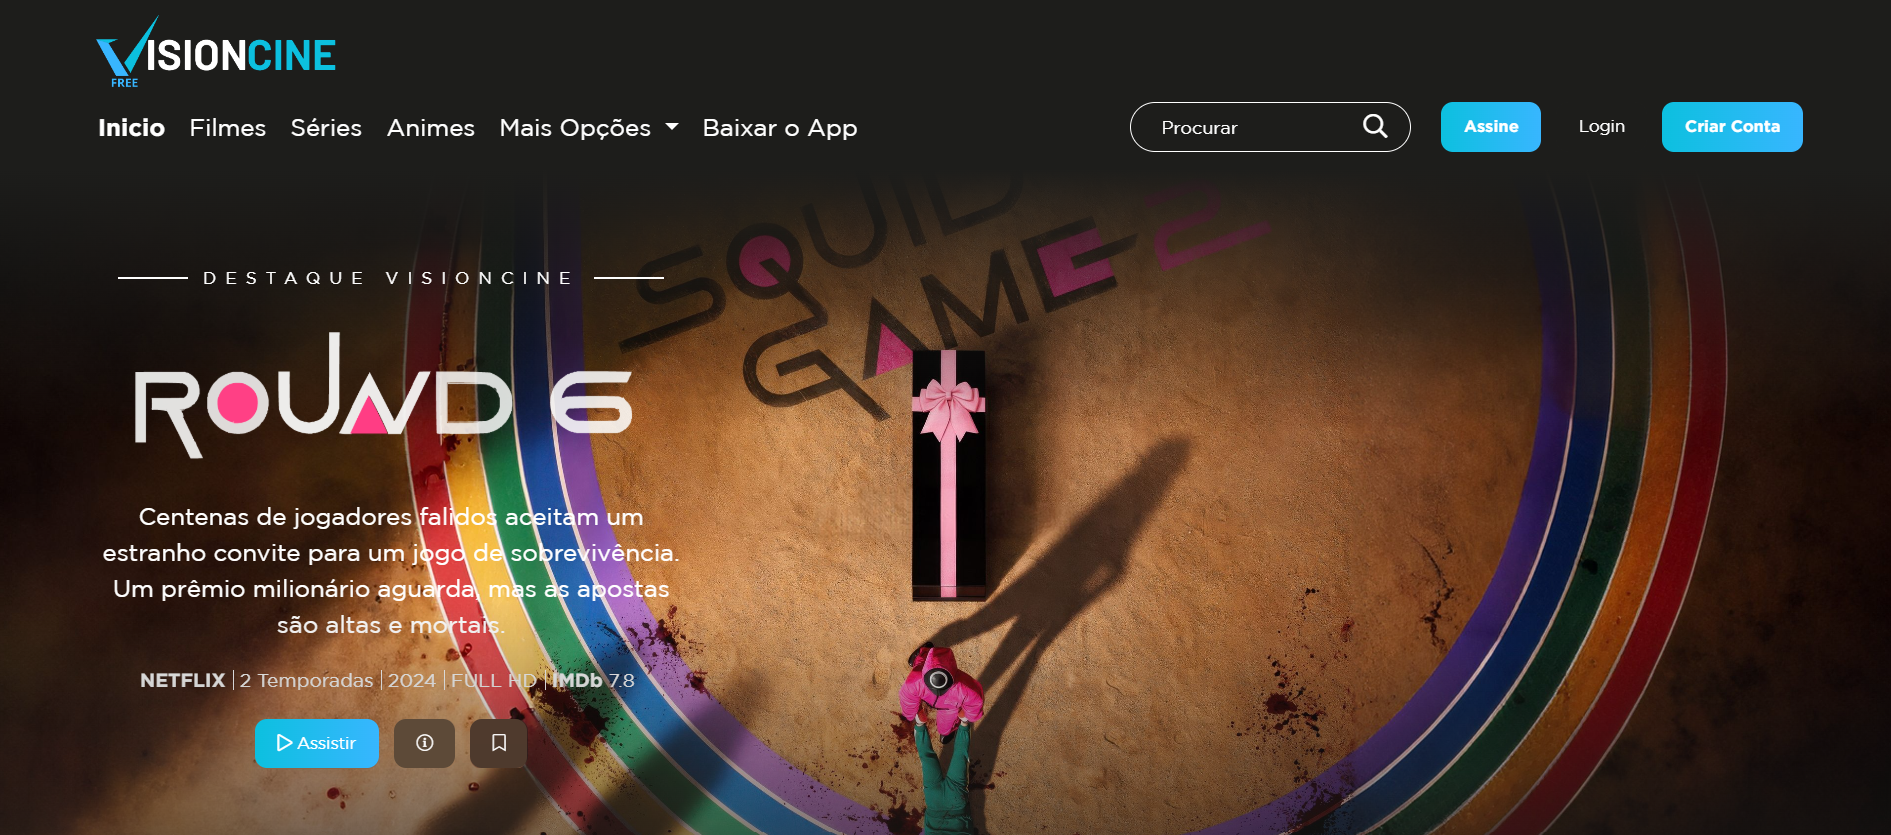 VISIONCINE
FREE
Inicio Filmes Séries Animes Mais Opções Baixar o App
Procurar Assine Login Criar Conta
SQUID
GAME 2
DESTAQUE VISIONCINE
ROUND 6
Centenas de jogadores falidos aceitam um
estranho convite para um jogo de sobrevivência.
Um prêmio milionário aguarda, mas as apostas
são altas e mortais.
NETFLIX | 2 Temporadas | 2024 | FULL HD | IMDb 7.8
Assistir